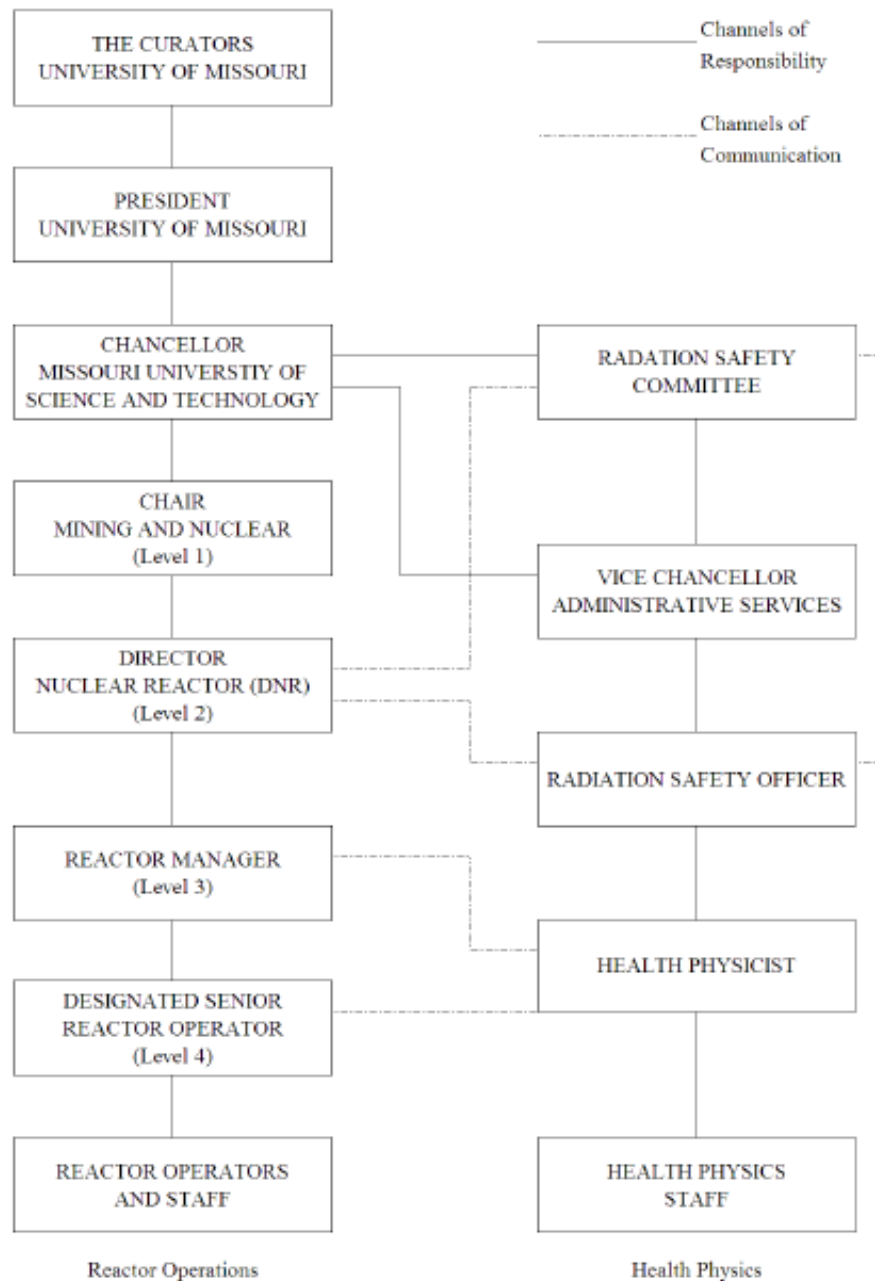 THE CURATORS
UNIVERSITY OF MISSOURI
Channels of
Responsibility
Channels of
Communication
PRESIDENT
UNIVERSITY OF MISSOURI
CHANCELLOR
MISSOURI UNIVERSTIY OF
SCIENCE AND TECHNOLOGY
RADATION SAFETY
COMMITTEE
CHAIR
MINING AND NUCLEAR
(Level 1)
VICE CHANCELLOR
ADMINISTRATIVE SERVICES
DIRECTOR
NUCLEAR REACTOR (DNR)
(Level 2)
RADIATION SAFETY OFFICER
REACTOR MANAGER
(Level 3)
HEALTH PHYSICIST
DESIGNATED SENIOR
REACTOR OPERATOR
(Level 4)
REACTOR OPERATORS
AND STAFF
HEALTH PHYSICS
STAFF
Reactor Operations
Health Physics